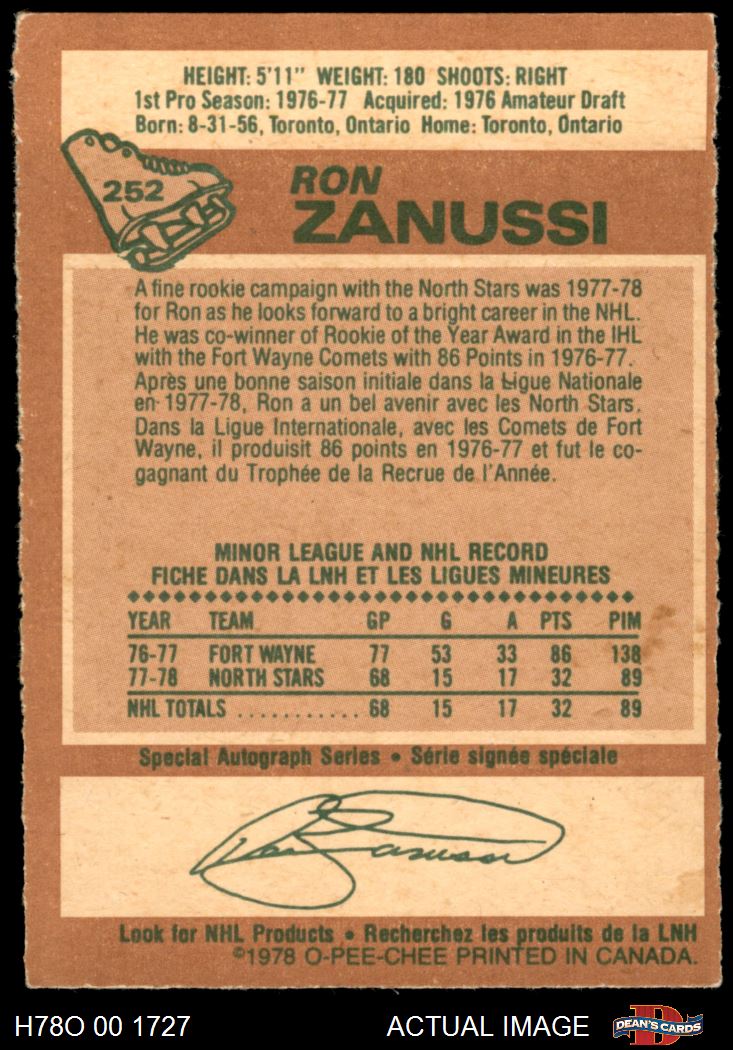 HEIGHT: 5'11" WEIGHT: 180 SHOOTS: RIGHT
1st Pro Season: 1976-77 Acquired: 1976 Amateur Draft
Born: 8-31-56, Toronto, Ontario Home: Toronto, Ontario
252
RON
ZANUSSI
A fine rookie campaign with the North Stars was 1977-78
for Ron as he looks forward to a bright career in the NHL.
He was co-winner of Rookie of the Year Award in the IHL
with the Fort Wayne Comets with 86 Points in 1976-77.
Après une bonne saison initiale dans la Ligue Nationale
en 1977-78, Ron a un bel avenir avec les North Stars.
Dans la Ligue Internationale, avec les Comets de Fort
Wayne, il produisit 86 points en 1976-77 et fut le co-
gagnant du Trophée de la Recrue de l'Année.
MINOR LEAGUE AND NHL RECORD
FICHE DANS LA LNH ET LES LIGUES MINEURES
YEAR TEAM GP G A PTS PIM
76-77 FORT WAYNE 77 53 33 86 138
77-78 NORTH STARS 68 15 17 32 89
NHL TOTALS ........... 68 15 17 32 89
Special Autograph Series • Série signée spéciale
Ron Zanussi
Look for NHL Products • Recherchez les produits de la LNH
©1978 O-PEE-CHEE PRINTED IN CANADA.
H78O 00 1727 ACTUAL IMAGE D DEAN'S CARDS